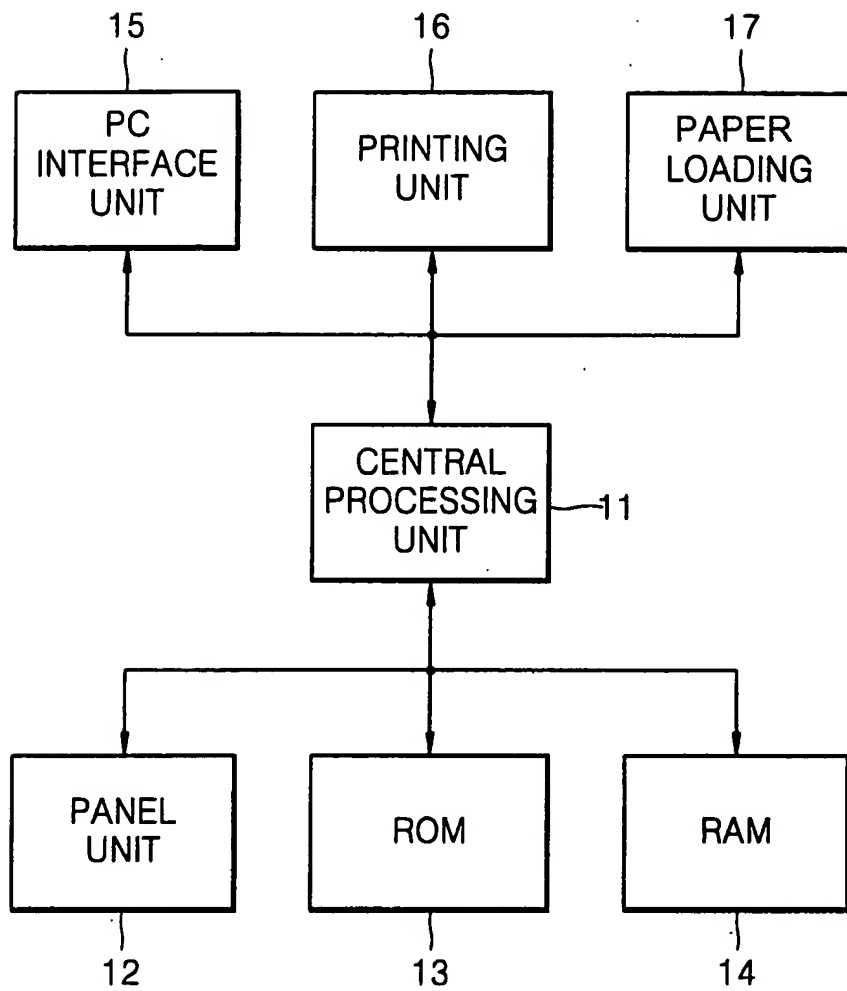 15
16
17
PC
INTERFACE
UNIT
PRINTING
UNIT
PAPER
LOADING
UNIT
CENTRAL
PROCESSING
UNIT
11
PANEL
UNIT
ROM
RAM
12
13
14